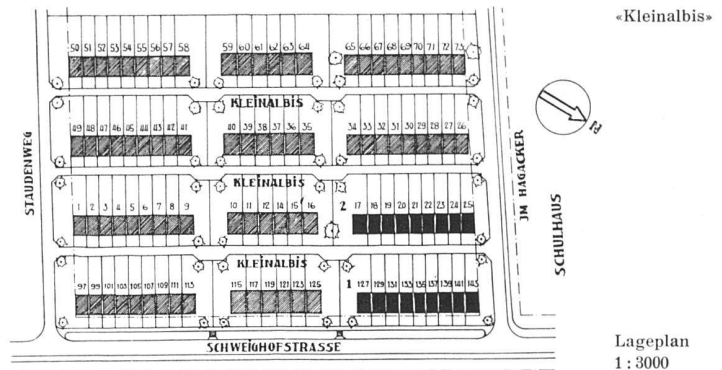 «Kleinalbis»
50 51 52 53 54 55 56 57 58
59 60 61 62 63 64
65 66 67 68 69 70 71 72 73
KLEINALBIS
49 48 47 46 45 44 43 42 41
40 39 38 37 36 35
34 33 32 31 30 29 28 27 26
STAUDENWEG
JM HAGACKER
SCHULHAUS
KLEINALBIS
1 2 3 4 5 6 7 8 9
10 11 12 14 15 16
2
17 18 19 20 21 22 23 24 25
KLEINALBIS
97 99 101 103 105 107 109 111 113
115 117 119 121 123 125
1
127 129 131 133 135 137 139 141 143
SCHWEIGHOFSTRASSE
Lageplan
1 : 3000